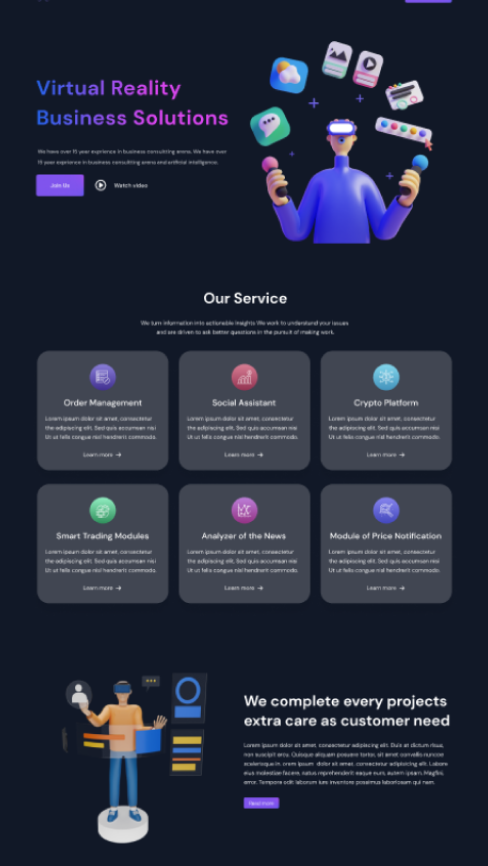 Virtual Reality
Business Solutions
We have over 15 year exprience in business consultting arena. We have over
15 year exprience in business consultting arena and artificial intelligence.
Join Us
Watch video
Our Service
We turn information into actionable insights We work to understand your issues
and are driven to ask better questions in the pursuit of making work.
Order Management
Lorem ipsum dolor sit amet, consectetur
the adipiscing elit. Sed quis accumsan nisi
Ut ut felis congue nisl hendrerit commodo.
Learn more →
Social Assistant
Lorem ipsum dolor sit amet, consectetur
the adipiscing elit. Sed quis accumsan nisi
Ut ut felis congue nisl hendrerit commodo.
Learn more →
Crypto Platform
Lorem ipsum dolor sit amet, consectetur
the adipiscing elit. Sed quis accumsan nisi
Ut ut felis congue nisl hendrerit commodo.
Learn more →
Smart Trading Modules
Lorem ipsum dolor sit amet, consectetur
the adipiscing elit. Sed quis accumsan nisi
Ut ut felis congue nisl hendrerit commodo.
Learn more →
Analyzer of the News
Lorem ipsum dolor sit amet, consectetur
the adipiscing elit. Sed quis accumsan nisi
Ut ut felis congue nisl hendrerit commodo.
Learn more →
Module of Price Notification
Lorem ipsum dolor sit amet, consectetur
the adipiscing elit. Sed quis accumsan nisi
Ut ut felis congue nisl hendrerit commodo.
Learn more →
We complete every projects
extra care as customer need
Lorem ipsum dolor sit amet, consectetur adipiscing elit. Duis at dictum risus,
non suscipit arcu. Quisque aliquam posuere tortor, sit amet convallis nunc
scelerisque in. orem ipsum dolor sit amet, consectetur adipiscing elit. Labore
eius molestiae facere, natus reprehenderit eaque eum, autem ipsam. Magni,
error. Tempora odit laborum iure inventore possimus laboriosam qui nam.
Read more